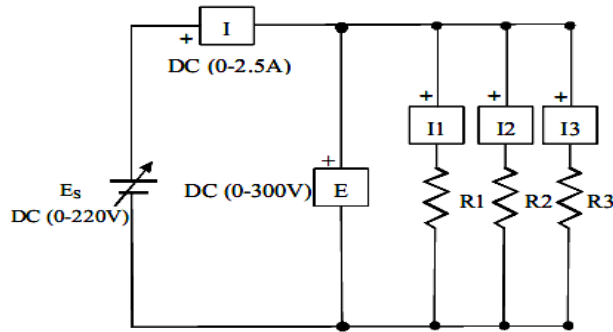 I
+
DC (0-2.5A)
+ + +
I1 I2 I3
+
E
DC (0-300V)
Es
DC (0-220V)
R1 R2 R3